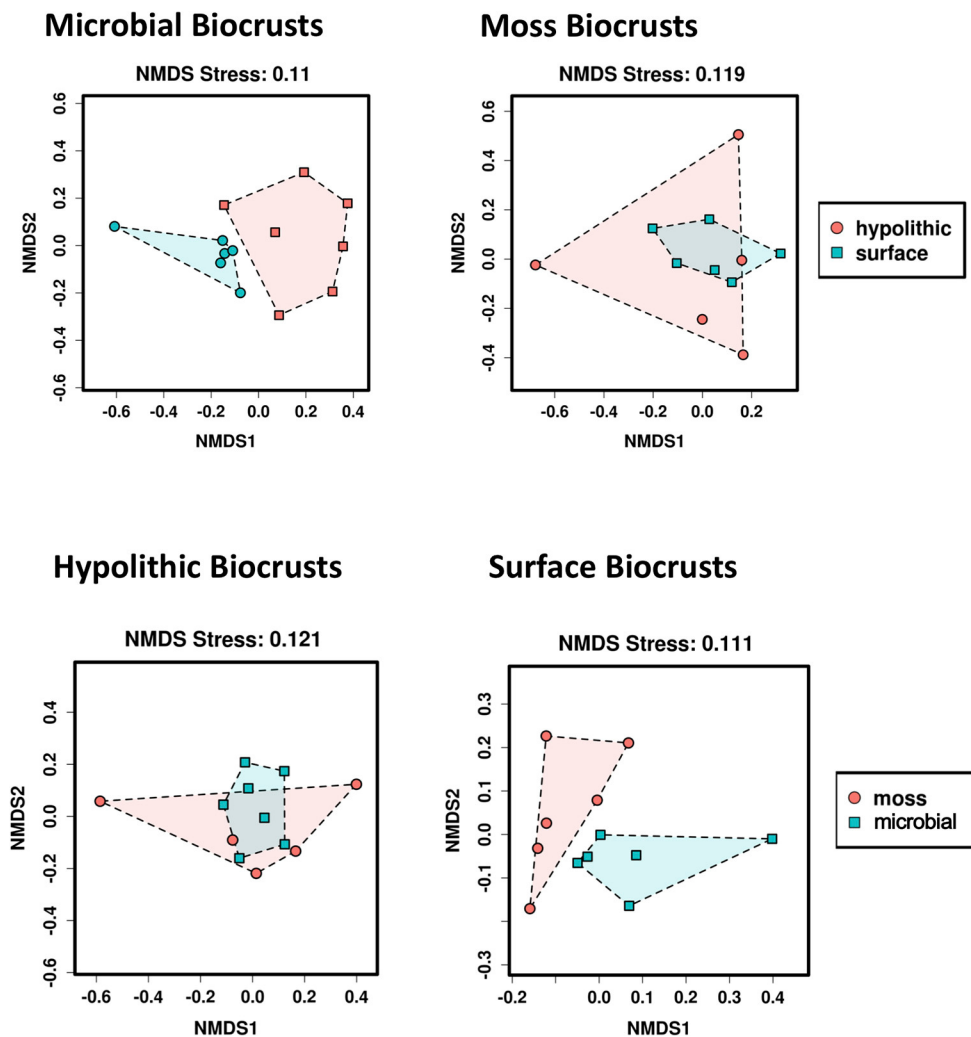 Microbial Biocrusts
NMDS Stress: 0.11
NMDS2
0.6
0.4
0.2
0.0
-0.2
-0.4
-0.6
-0.6 -0.4 -0.2 0.0 0.2 0.4
NMDS1
Moss Biocrusts
NMDS Stress: 0.119
NMDS2
0.6
0.4
0.2
0.0
-0.2
-0.4
-0.6 -0.4 -0.2 0.0 0.2
NMDS1
hypolithic
surface
Hypolithic Biocrusts
NMDS Stress: 0.121
NMDS2
0.4
0.2
0.0
-0.2
-0.4
-0.6
-0.6 -0.4 -0.2 0.0 0.2 0.4
NMDS1
Surface Biocrusts
NMDS Stress: 0.111
NMDS2
0.3
0.2
0.1
0.0
-0.1
-0.3
-0.2 0.0 0.1 0.2 0.3 0.4
NMDS1
moss
microbial